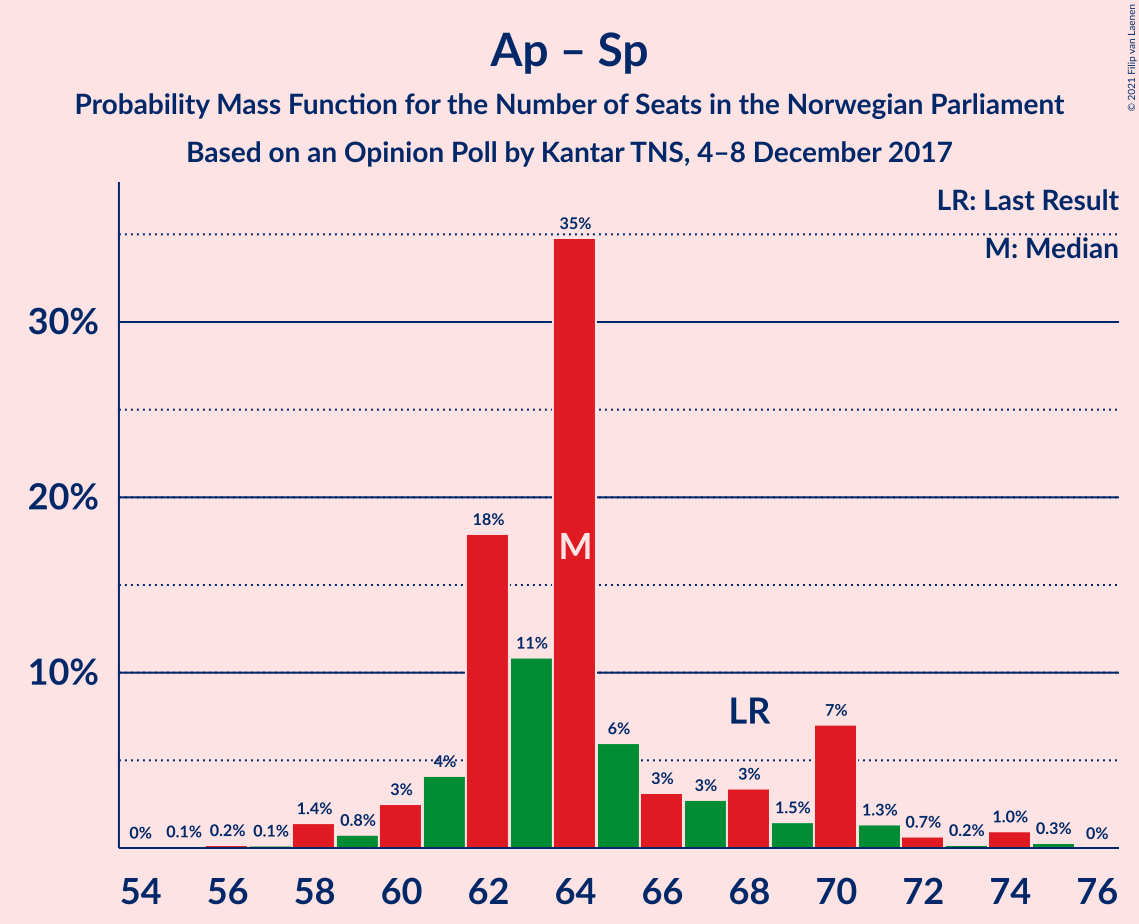 Ap – Sp
Probability Mass Function for the Number of Seats in the Norwegian Parliament
Based on an Opinion Poll by Kantar TNS, 4–8 December 2017
© 2021 Filip van Laenen
LR: Last Result
M: Median
30%
20%
10%
0%
0.1%
0.2%
0.1%
1.4%
0.8%
3%
4%
18%
11%
35%
M
6%
3%
3%
LR
3%
1.5%
7%
1.3%
0.7%
0.2%
1.0%
0.3%
0%
54 56 58 60 62 64 66 68 70 72 74 76